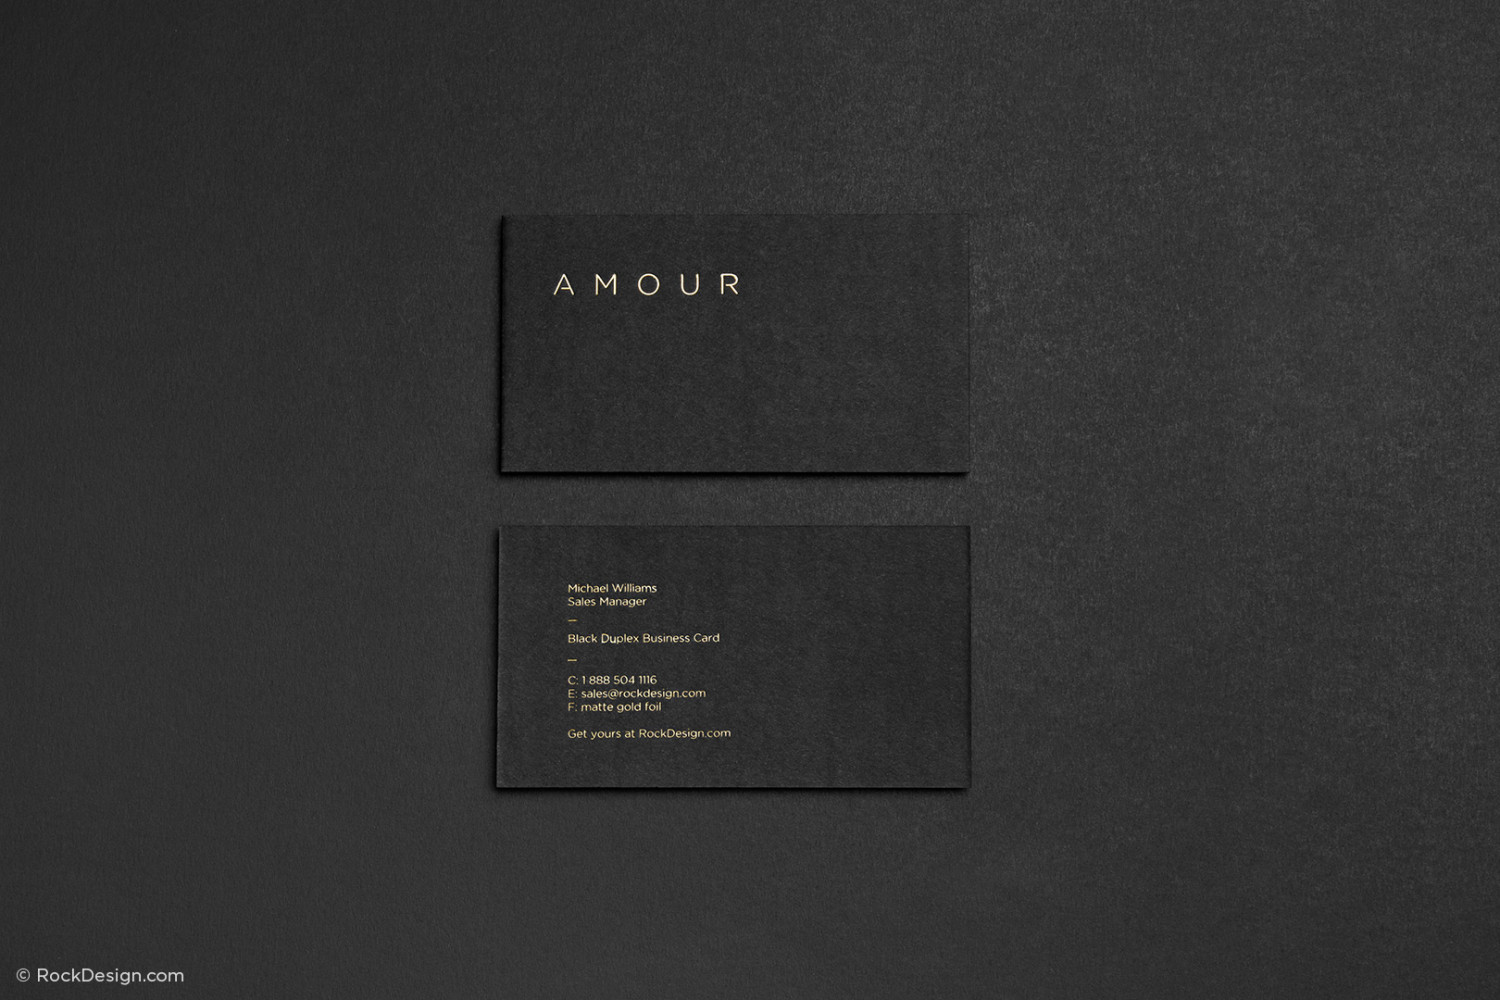 AMOUR
Michael Williams
Sales Manager
—
Black Duplex Business Card
—
C: 1 888 504 1116
E: sales@rockdesign.com
F: matte gold foil
Get yours at RockDesign.com
© RockDesign.com